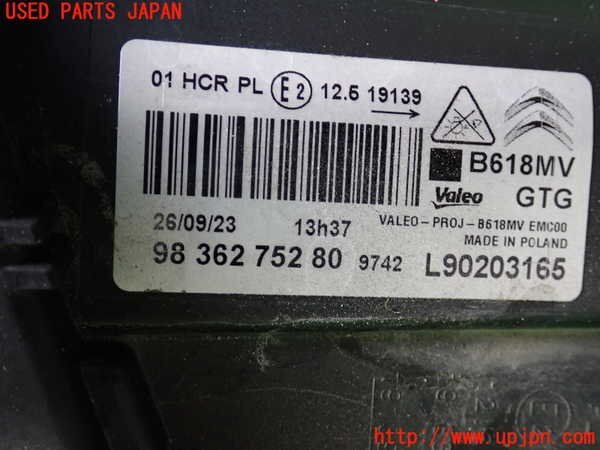 USED PARTS JAPAN
01 HCR PL E2 12.5 19139
B618MV
Valeo GTG
26/09/23 13h37 VALEO-PROJ-B618MV EMC00
MADE IN POLAND
98 362 752 80 9742 L90203165
http://www.upjpn.com/